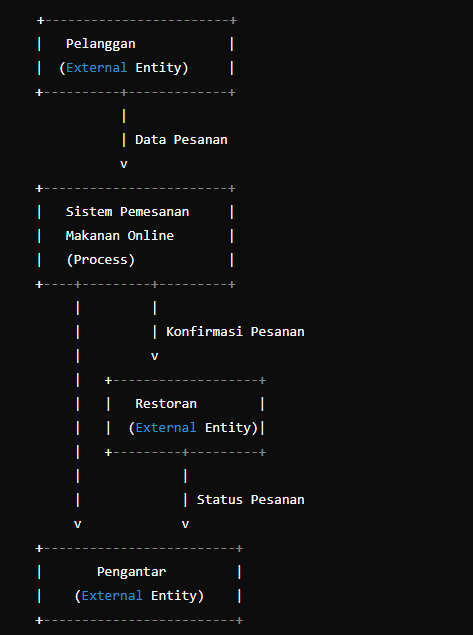 Pelanggan
(External Entity)
Data Pesanan
v
Sistem Pemesanan
Makanan Online
(Process)
Konfirmasi Pesanan
v
Restoran
(External Entity)
Status Pesanan
v v
Pengantar
(External Entity)